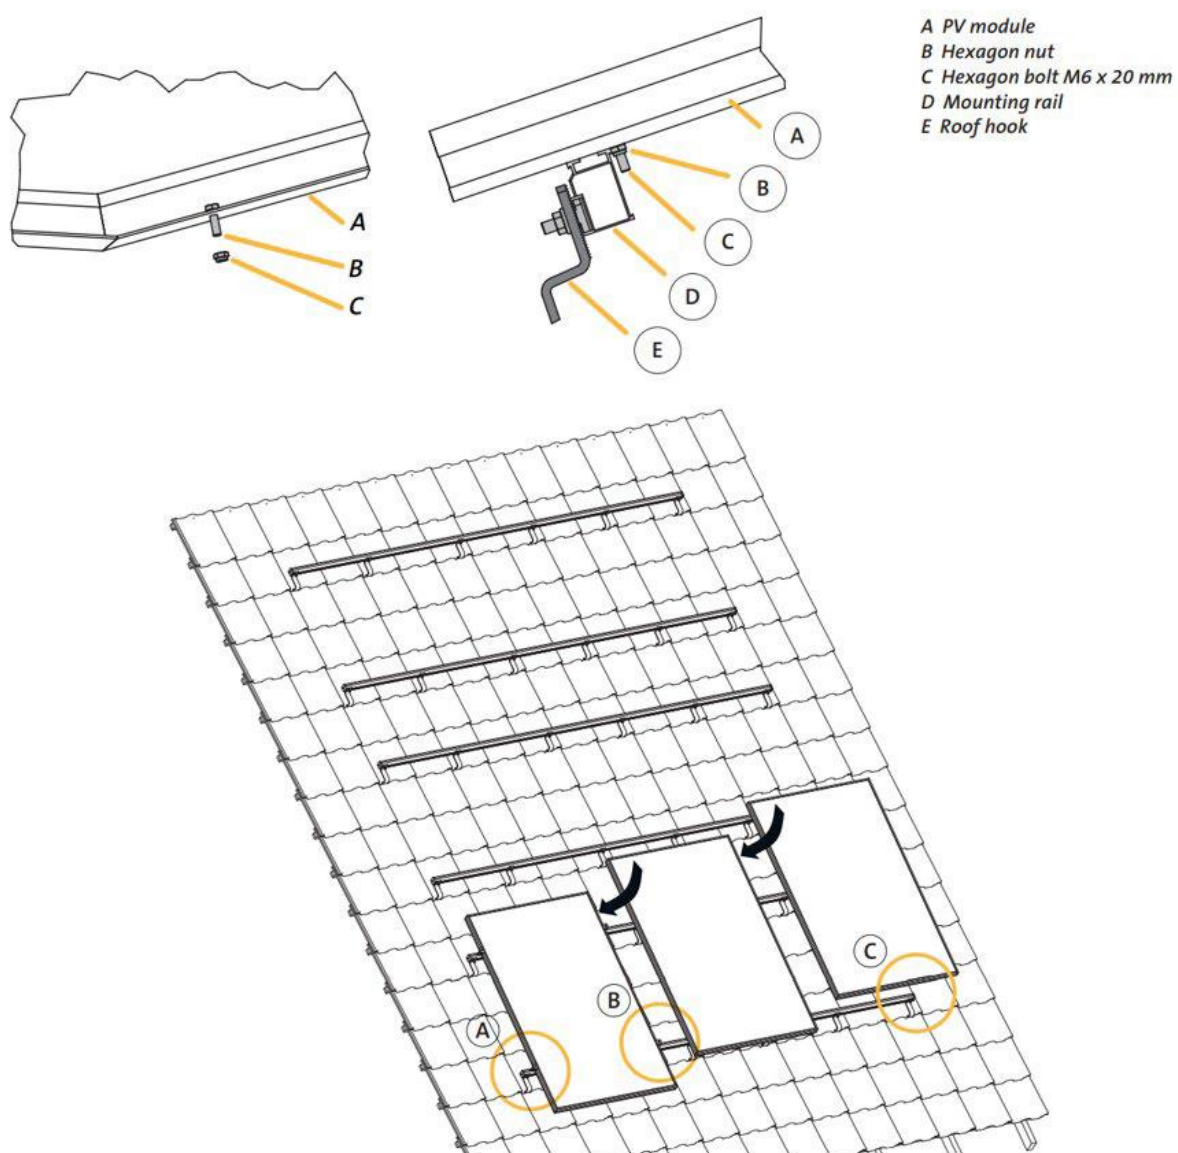 A PV module
B Hexagon nut
C Hexagon bolt M6 x 20 mm
D Mounting rail
E Roof hook
A
B
C
A
B
C
D
E
A
B
C